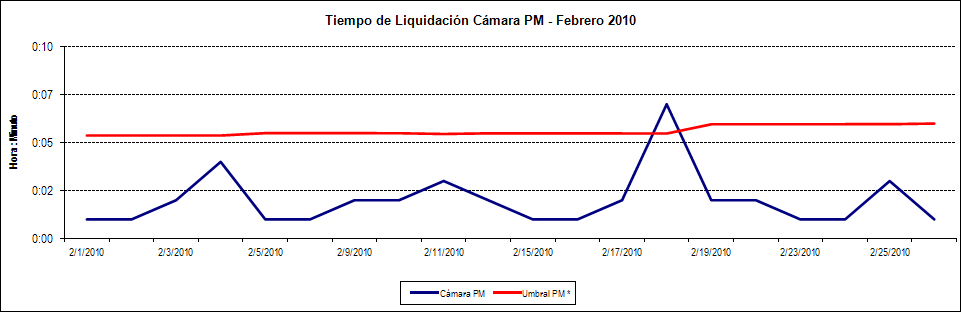 Tiempo de Liquidación Cámara PM - Febrero 2010
0:10
0:07
0:05
0:02
0:00
Hora : Minuto
2/1/2010 2/3/2010 2/5/2010 2/9/2010 2/11/2010 2/15/2010 2/17/2010 2/19/2010 2/23/2010 2/25/2010
Cámara PM Umbral PM *